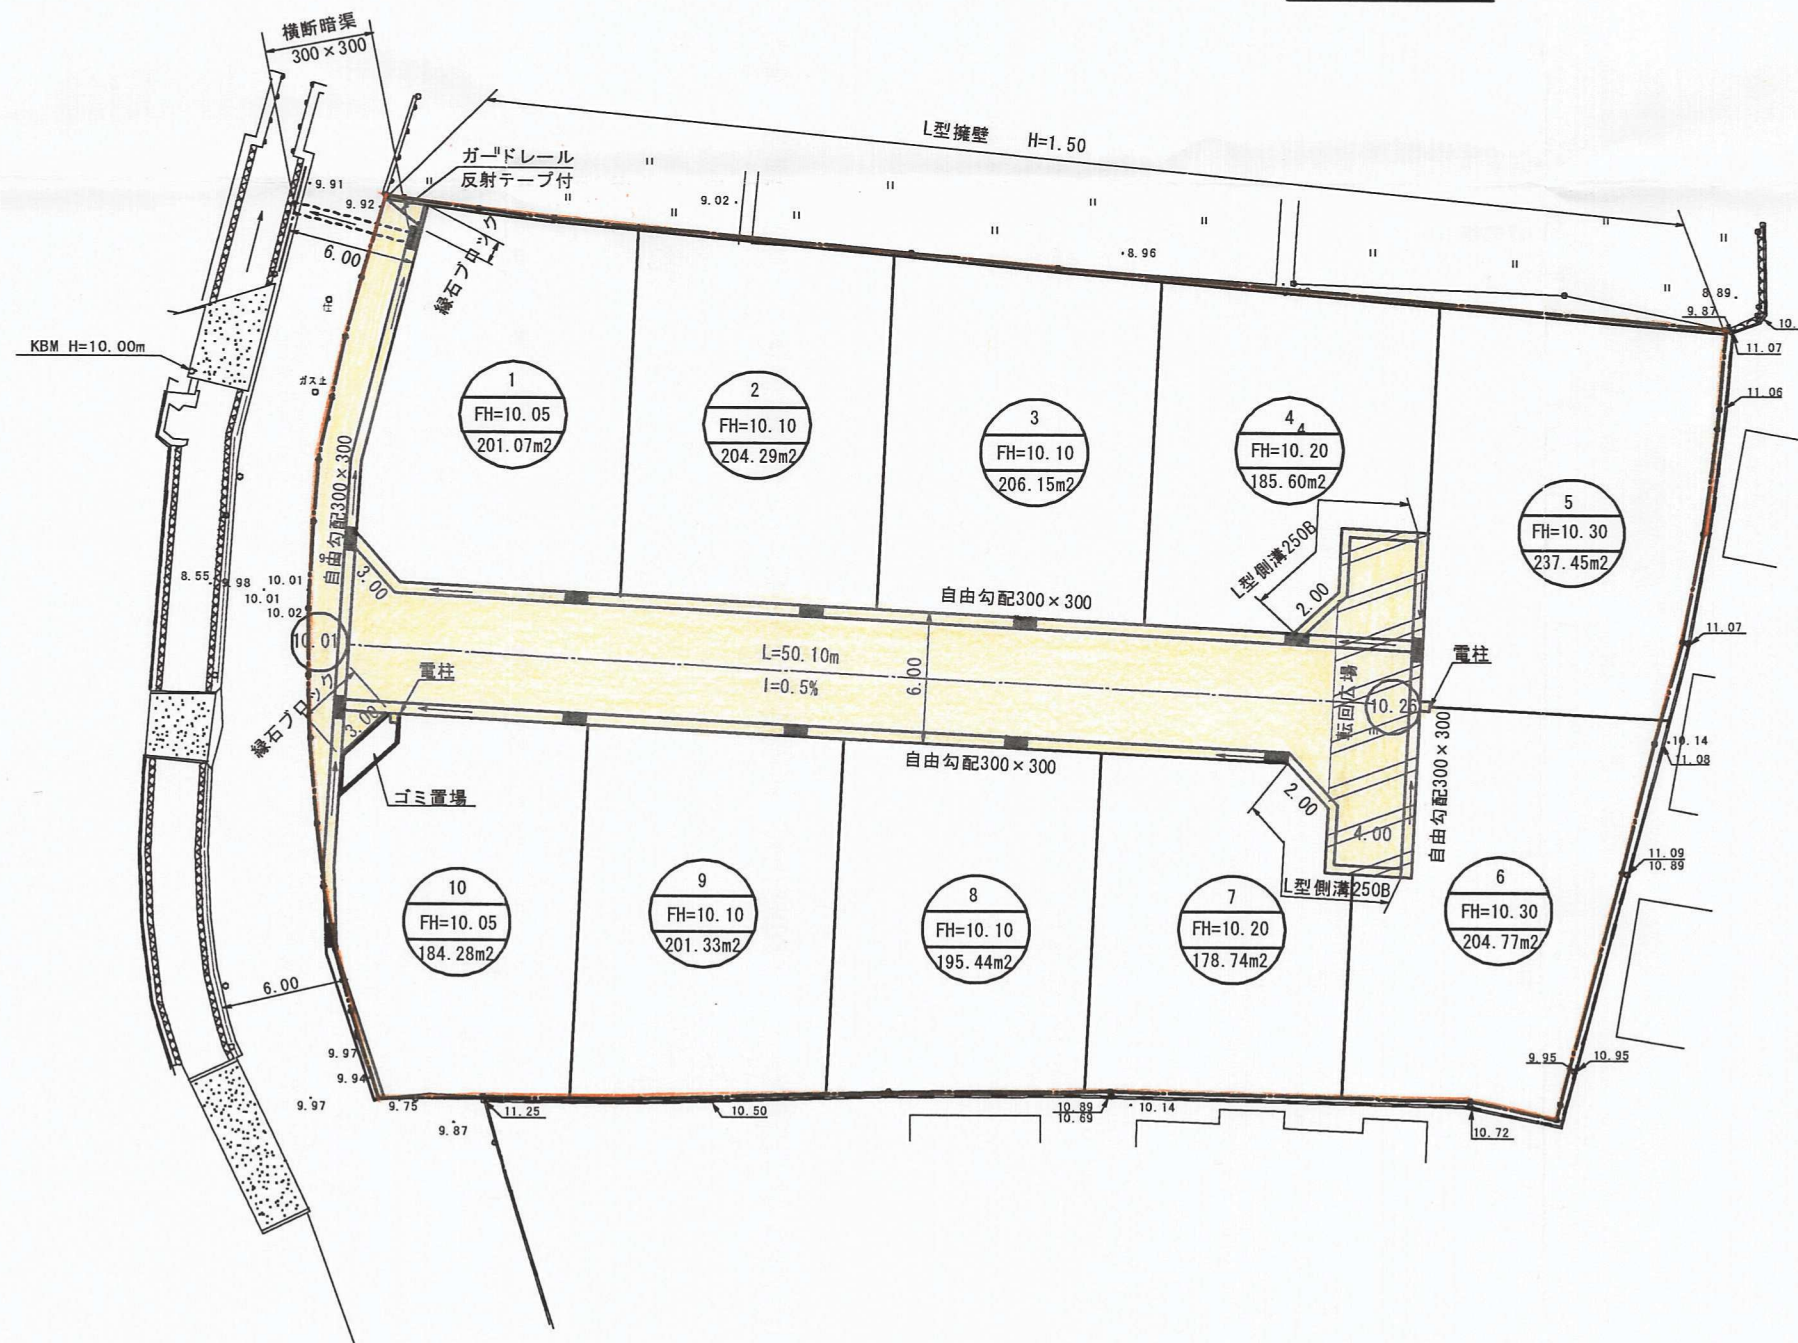 横断暗渠
300×300
L型擁壁 H=1.50
ガードレール
反射テープ付
9.91
9.92
9.02
8.96
8.89
9.87
10.
11.07
6.00
縁石ブロック
KBM H=10.00m
ガス止
11.06
1
FH=10.05
201.07m2
2
FH=10.10
204.29m2
3
FH=10.10
206.15m2
4
4
FH=10.20
185.60m2
5
FH=10.30
237.45m2
自由勾配300×300
L型側溝250B
8.55
9.98
10.01
10.01
10.02
9.
3.00
自由勾配300×300
2.00
10.01
L=50.10m
I=0.5%
6.00
電柱
転回広場
10.26
電柱
11.07
縁石ブロック
3.00
ゴミ置場
自由勾配300×300
2.00
4.00
自由勾配300×300
10.14
11.08
L型側溝250B
11.09
10.89
10
FH=10.05
184.28m2
9
FH=10.10
201.33m2
8
FH=10.10
195.44m2
7
FH=10.20
178.74m2
6
FH=10.30
204.77m2
6.00
9.97
9.94
9.97
9.75
9.87
11.25
10.50
10.89
10.69
10.14
10.72
9.95
10.95